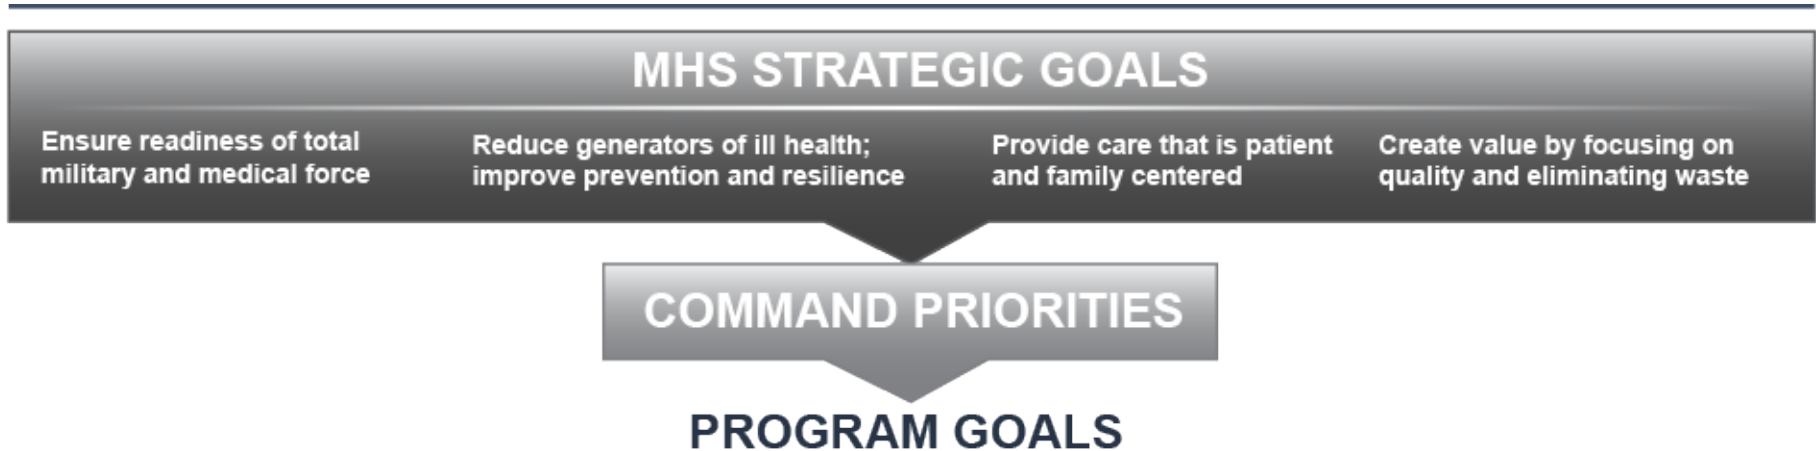 MHS STRATEGIC GOALS
Ensure readiness of total
military and medical force
Reduce generators of ill health;
improve prevention and resilience
Provide care that is patient
and family centered
Create value by focusing on
quality and eliminating waste
COMMAND PRIORITIES
PROGRAM GOALS